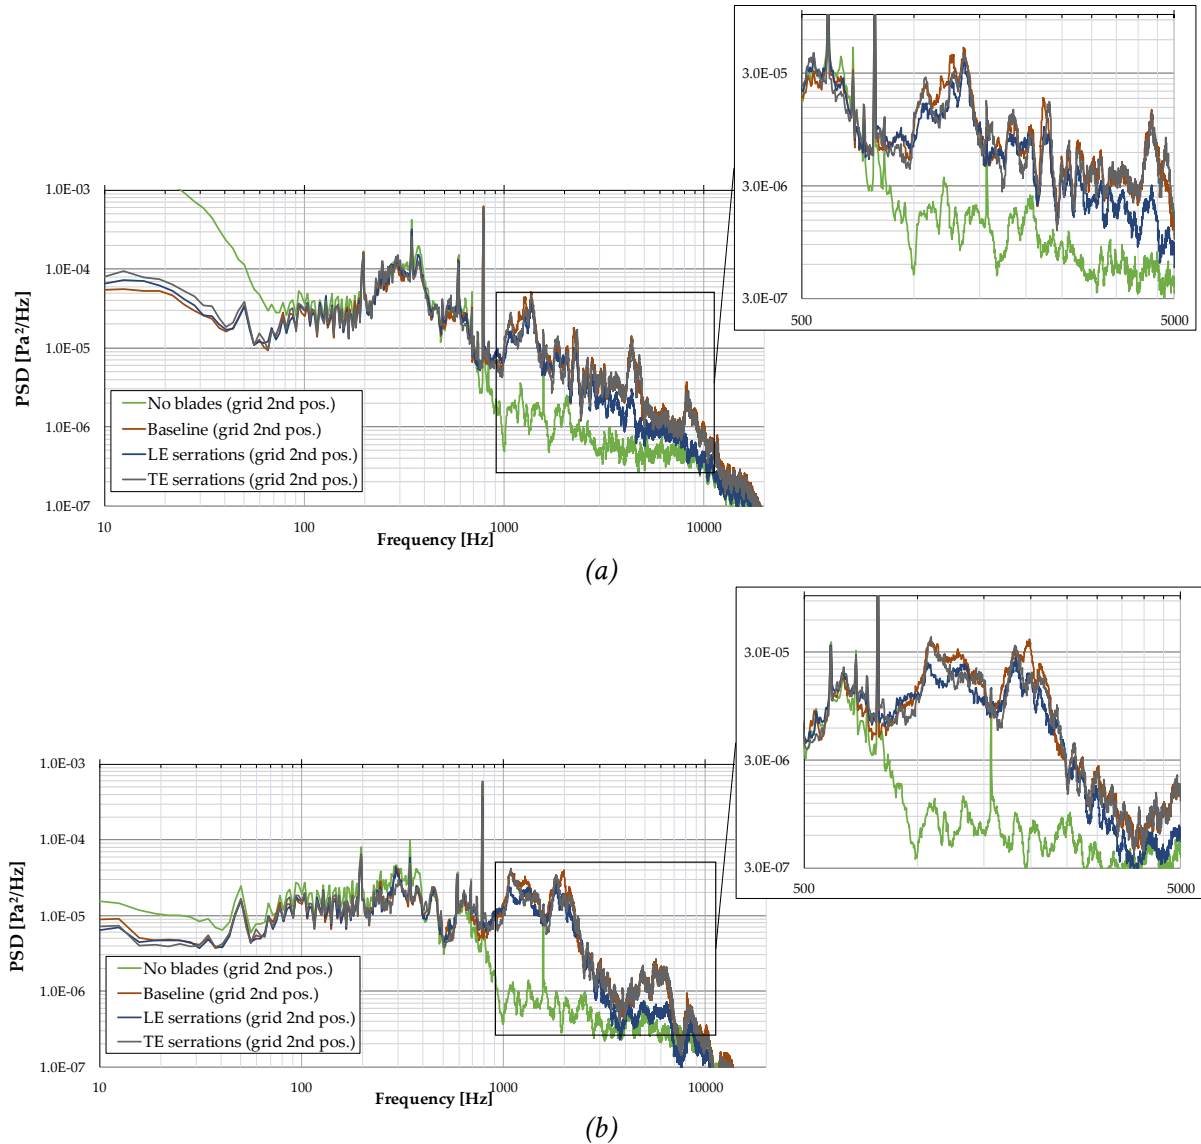 3.0E-05
3.0E-06
3.0E-07
500
5000
1.0E-03
1.0E-04
1.0E-05
1.0E-06
1.0E-07
PSD [Pa²/Hz]
No blades (grid 2nd pos.)
Baseline (grid 2nd pos.)
LE serrations (grid 2nd pos.)
TE serrations (grid 2nd pos.)
10
100
1000
10000
Frequency [Hz]
(a)
3.0E-05
3.0E-06
3.0E-07
500
5000
1.0E-03
1.0E-04
1.0E-05
1.0E-06
1.0E-07
PSD [Pa²/Hz]
No blades (grid 2nd pos.)
Baseline (grid 2nd pos.)
LE serrations (grid 2nd pos.)
TE serrations (grid 2nd pos.)
10
100
1000
10000
Frequency [Hz]
(b)